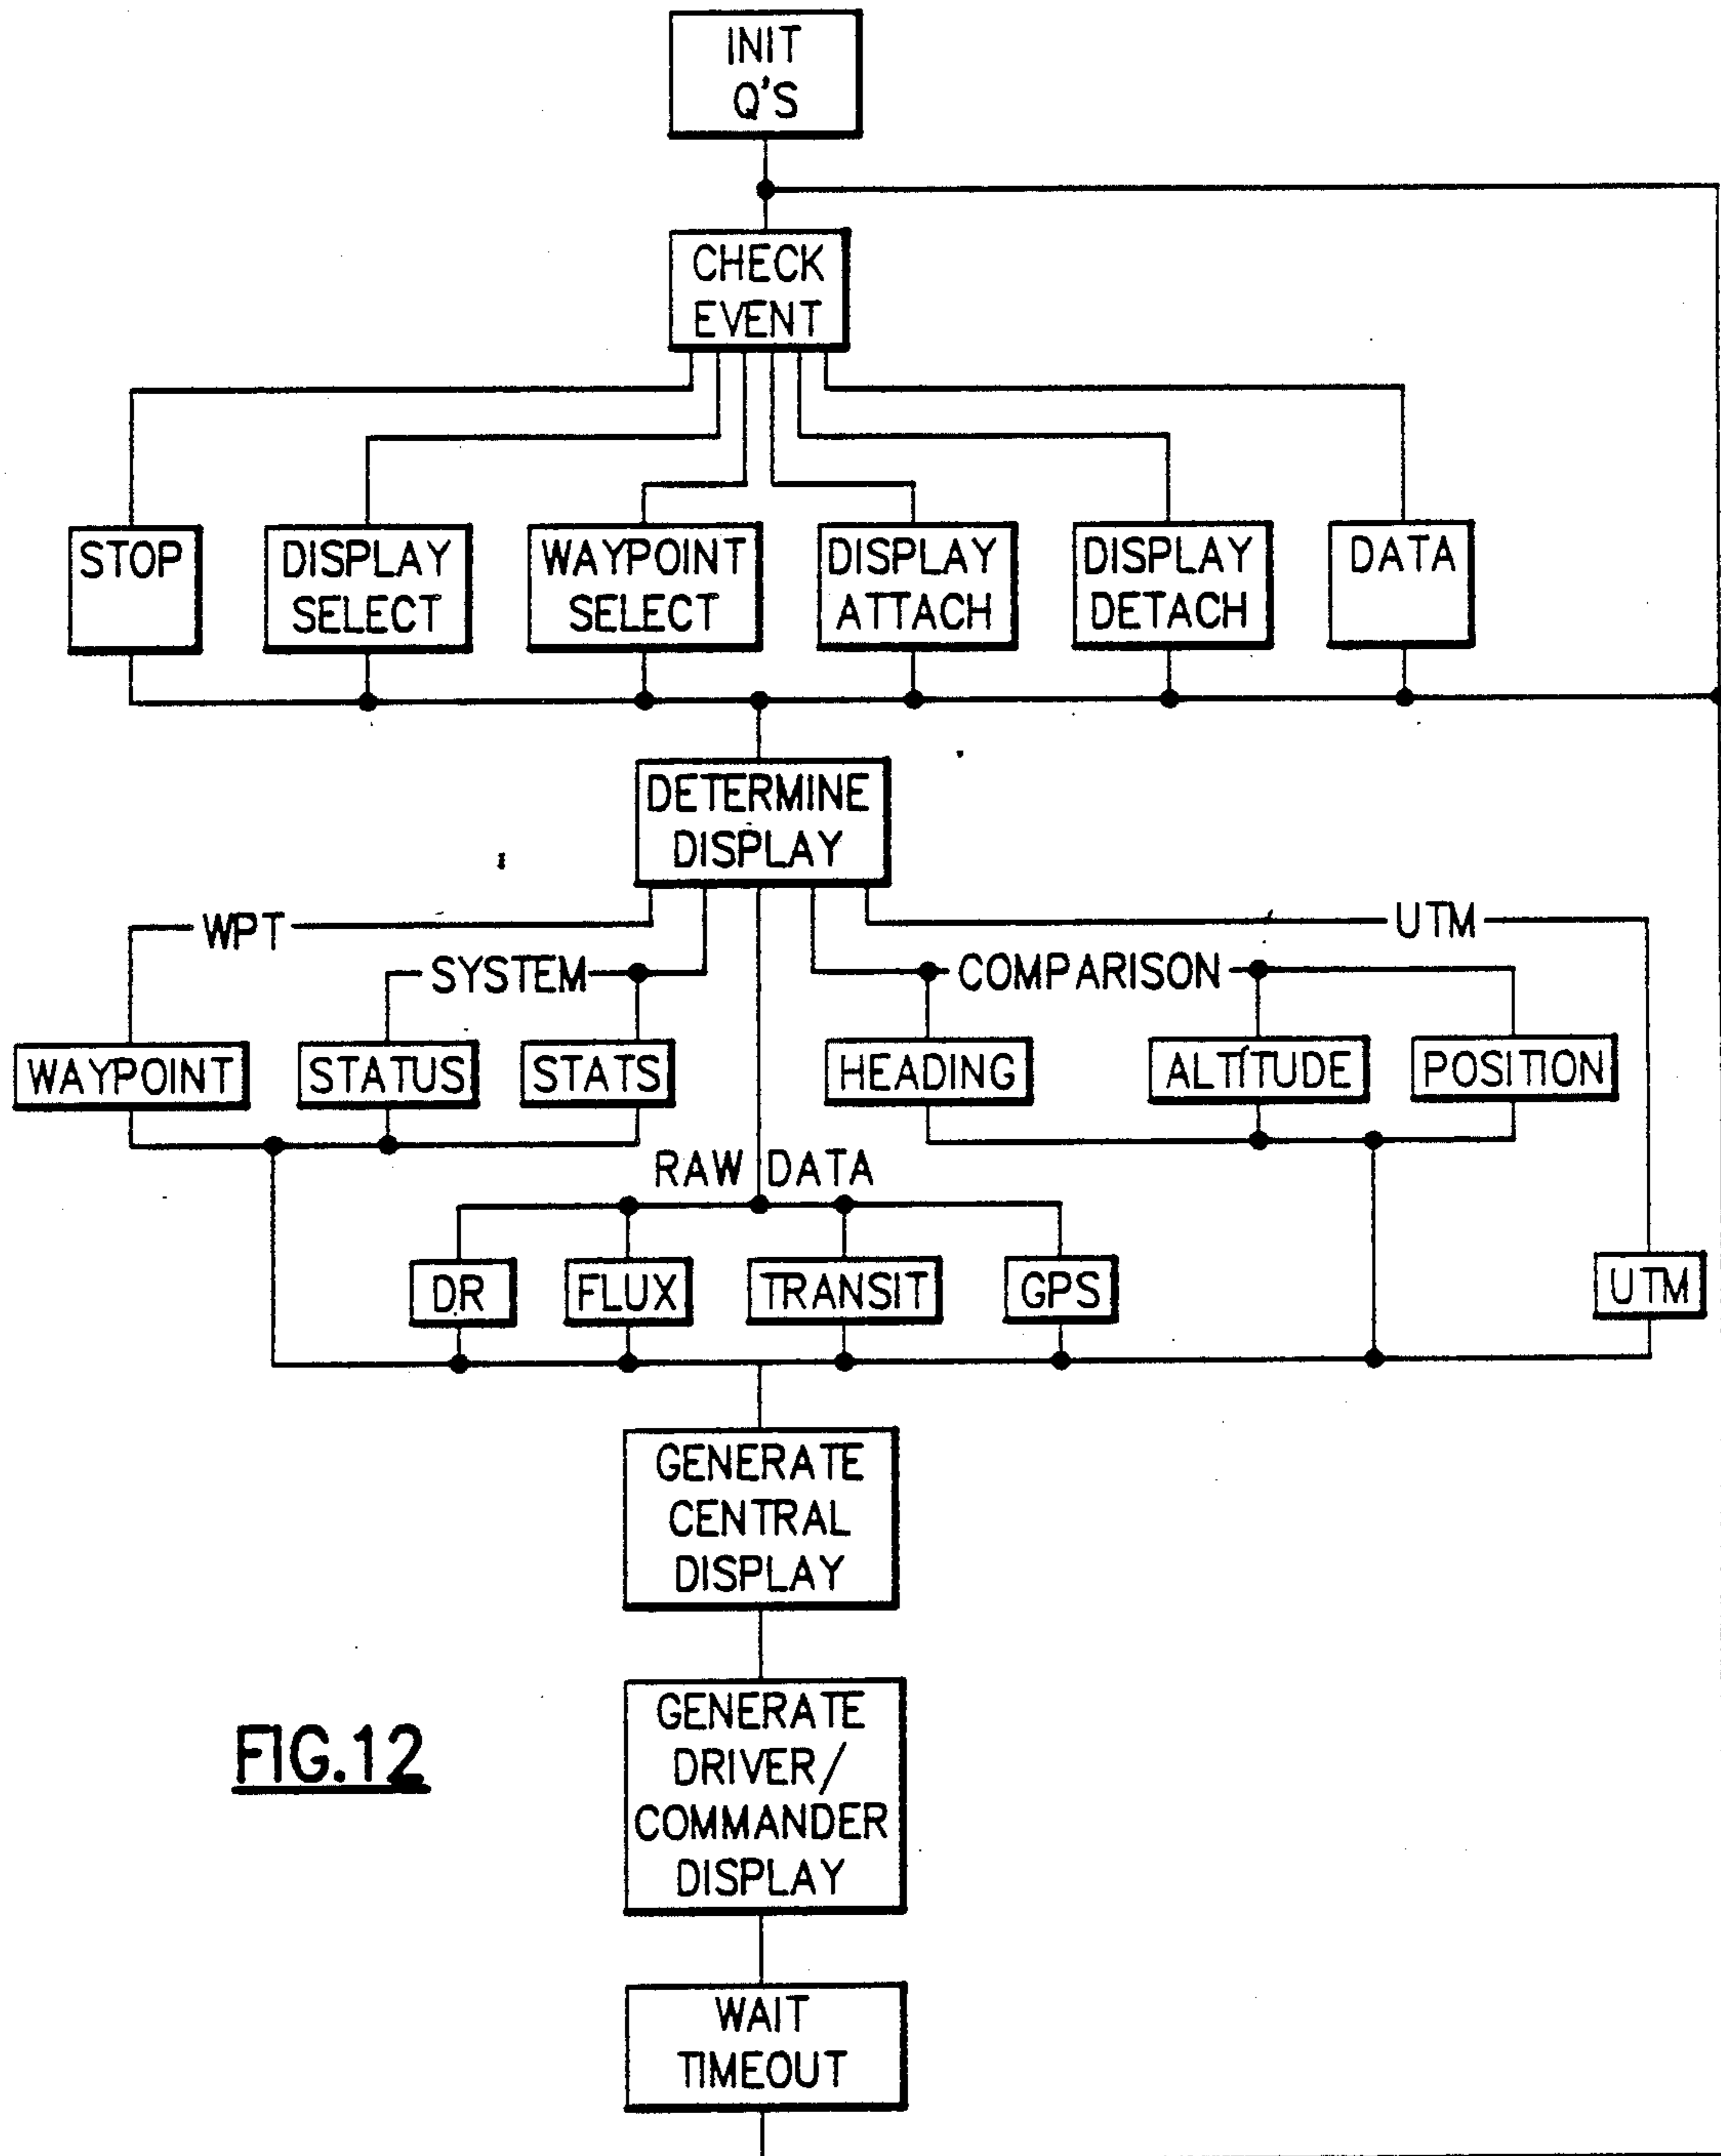 INIT
Q'S
CHECK
EVENT
STOP
DISPLAY
SELECT
WAYPOINT
SELECT
DISPLAY
ATTACH
DISPLAY
DETACH
DATA
DETERMINE
DISPLAY
WPT
UTM
SYSTEM
COMPARISON
WAYPOINT
STATUS
STATS
HEADING
ALTITUDE
POSITION
RAW DATA
DR
FLUX
TRANSIT
GPS
UTM
GENERATE
CENTRAL
DISPLAY
GENERATE
DRIVER/
COMMANDER
DISPLAY
FIG.12
WAIT
TIMEOUT